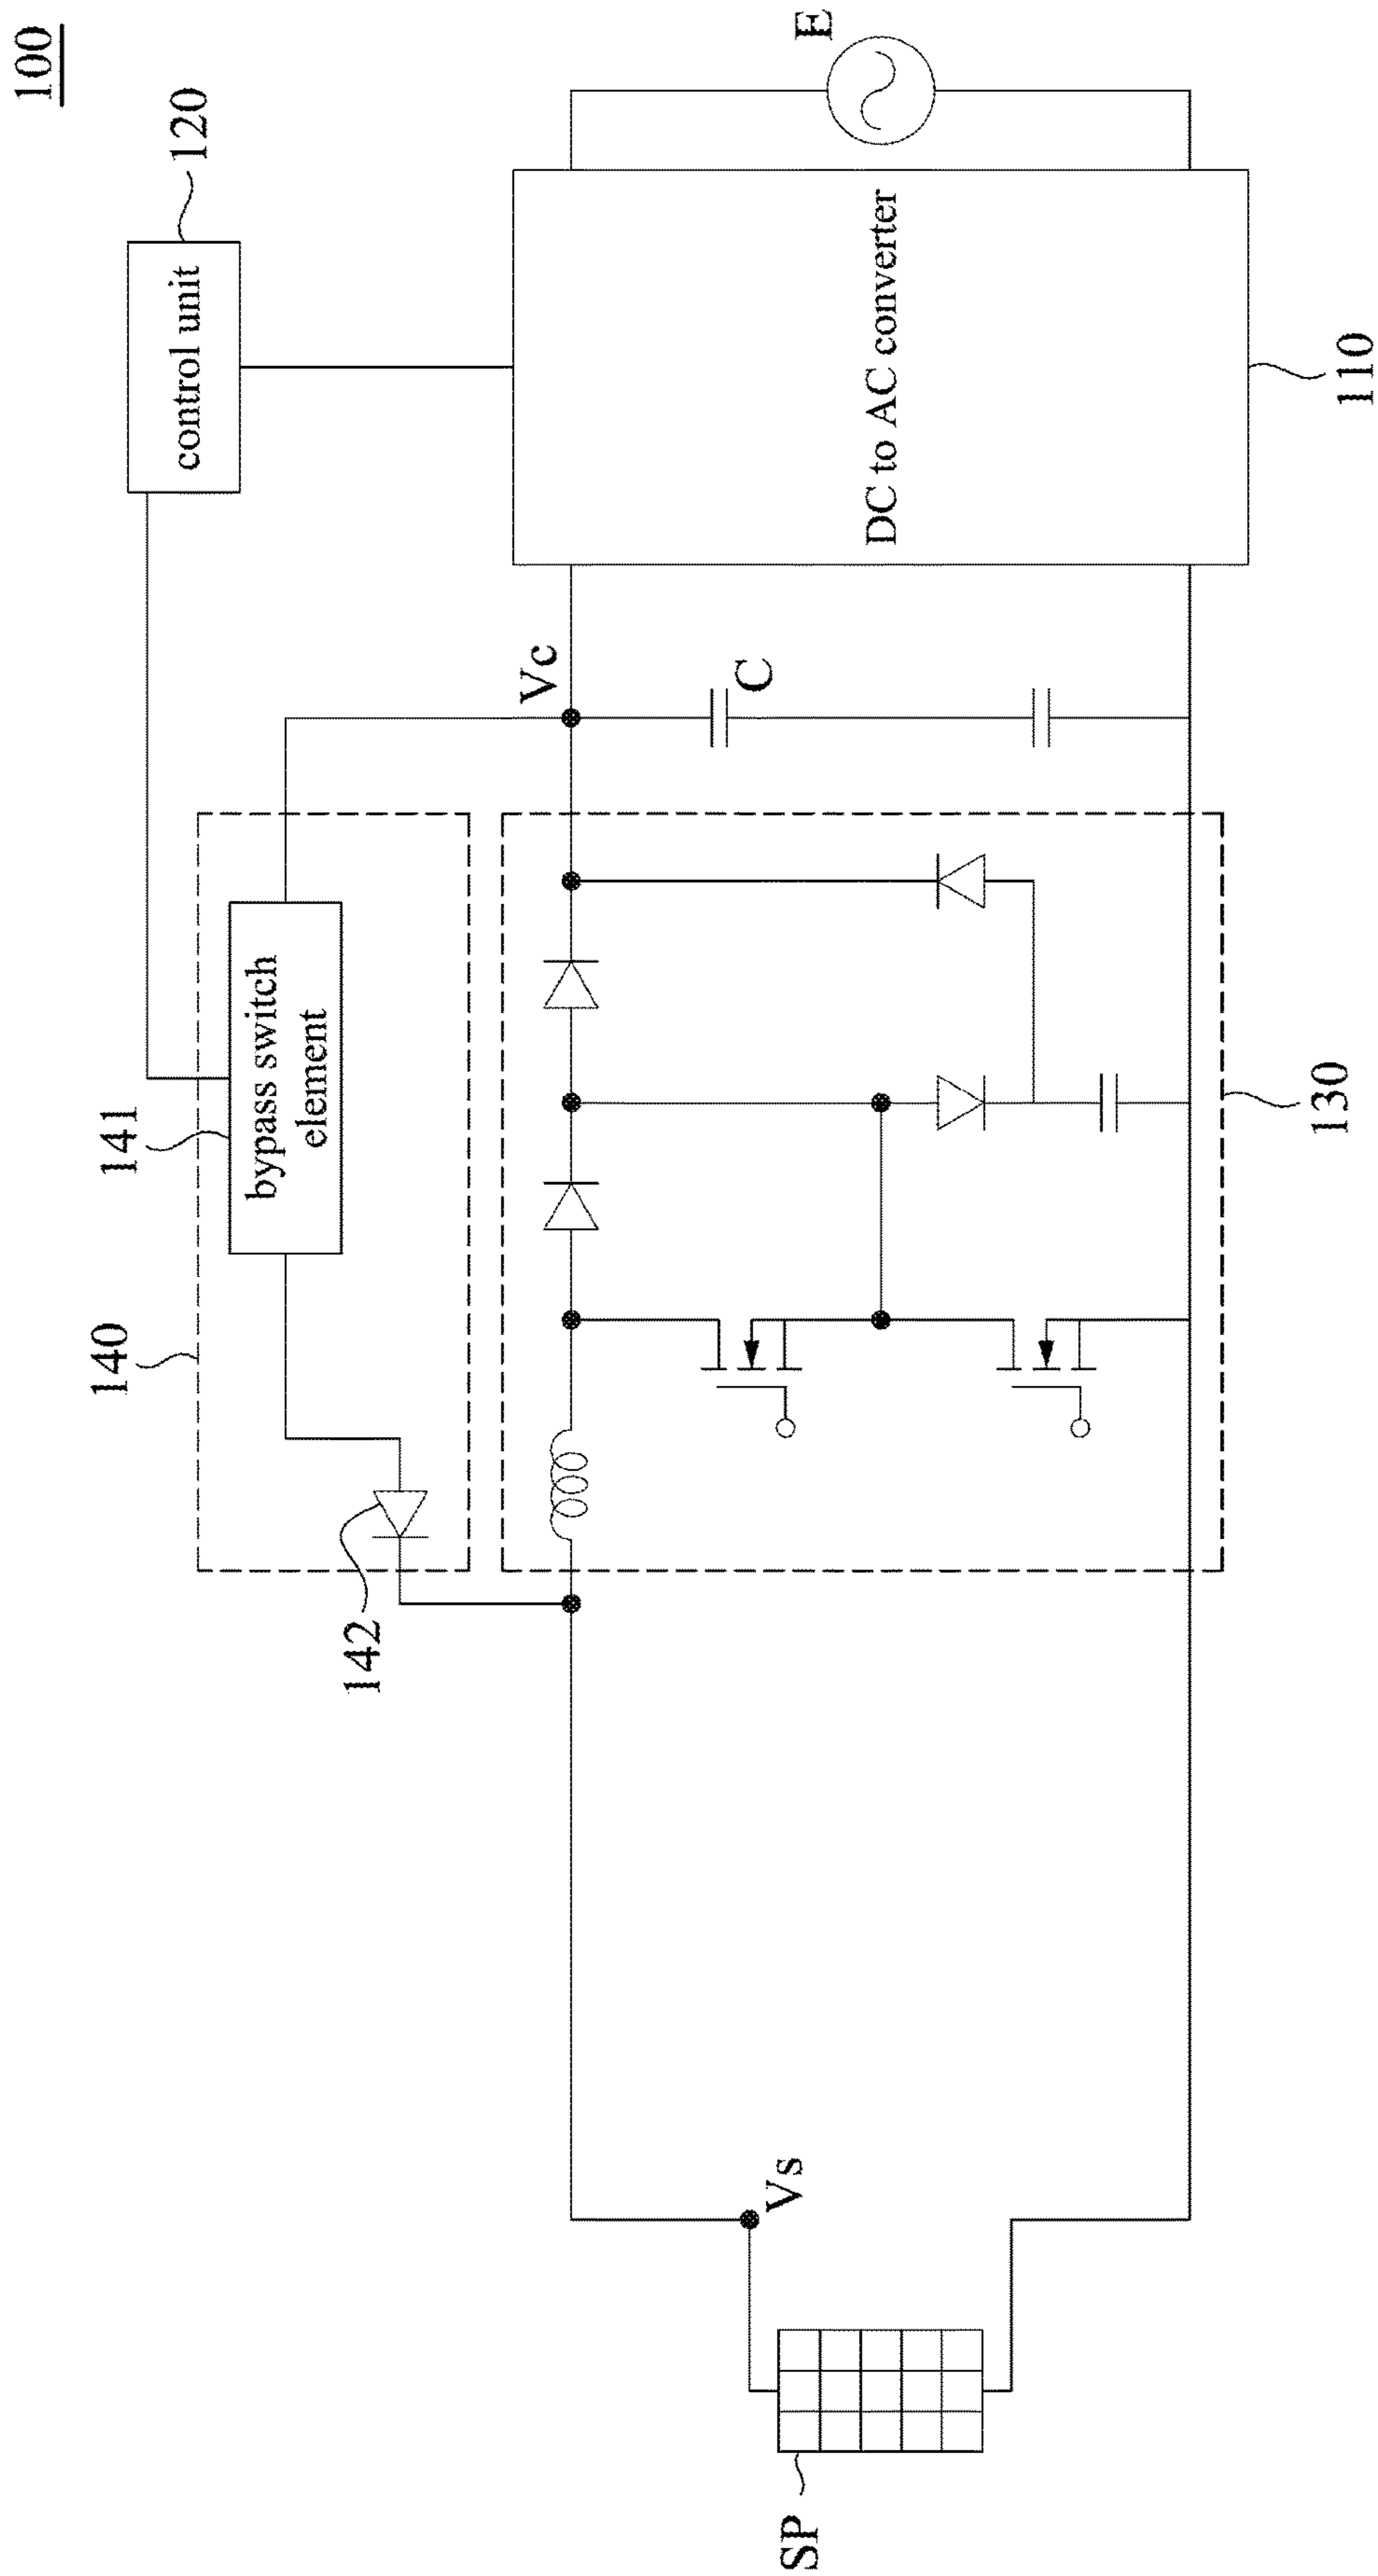 100
120
control unit
140
141
bypass switch
element
142
Vs
SP
Vc
C
130
DC to AC converter
110
E